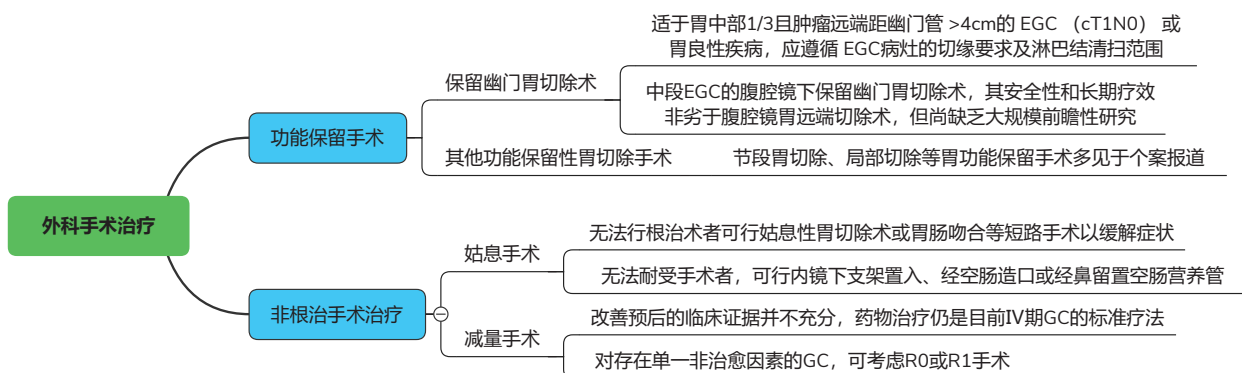 适于胃中部1/3且肿瘤远端距幽门管 >4cm的 EGC （cT1N0） 或
胃良性疾病，应遵循 EGC病灶的切缘要求及淋巴结清扫范围
保留幽门胃切除术
中段EGC的腹腔镜下保留幽门胃切除术，其安全性和长期疗效
非劣于腹腔镜胃远端切除术，但尚缺乏大规模前瞻性研究
功能保留手术
其他功能保留性胃切除手术
节段胃切除、局部切除等胃功能保留手术多见于个案报道
外科手术治疗
无法行根治术者可行姑息性胃切除术或胃肠吻合等短路手术以缓解症状
姑息手术
无法耐受手术者，可行内镜下支架置入、经空肠造口或经鼻留置空肠营养管
非根治手术治疗
改善预后的临床证据并不充分，药物治疗仍是目前IV期GC的标准疗法
减量手术
对存在单一非治愈因素的GC，可考虑R0或R1手术